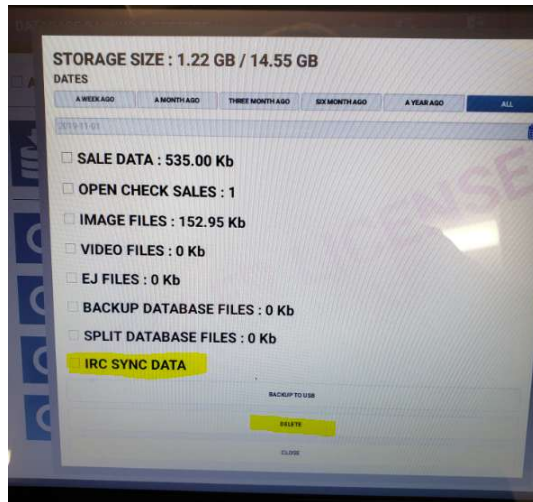 STORAGE SIZE : 1.22 GB / 14.55 GB
DATES
A WEEK AGO A MONTH AGO THREE MONTH AGO SIX MONTH AGO A YEAR AGO ALL
2019-11-01
SALE DATA : 535.00 Kb
OPEN CHECK SALES : 1
IMAGE FILES : 152.95 Kb
VIDEO FILES : 0 Kb
EJ FILES : 0 Kb
BACKUP DATABASE FILES : 0 Kb
SPLIT DATABASE FILES : 0 Kb
IRC SYNC DATA
BACKUP TO USB
DELETE
CLOSE